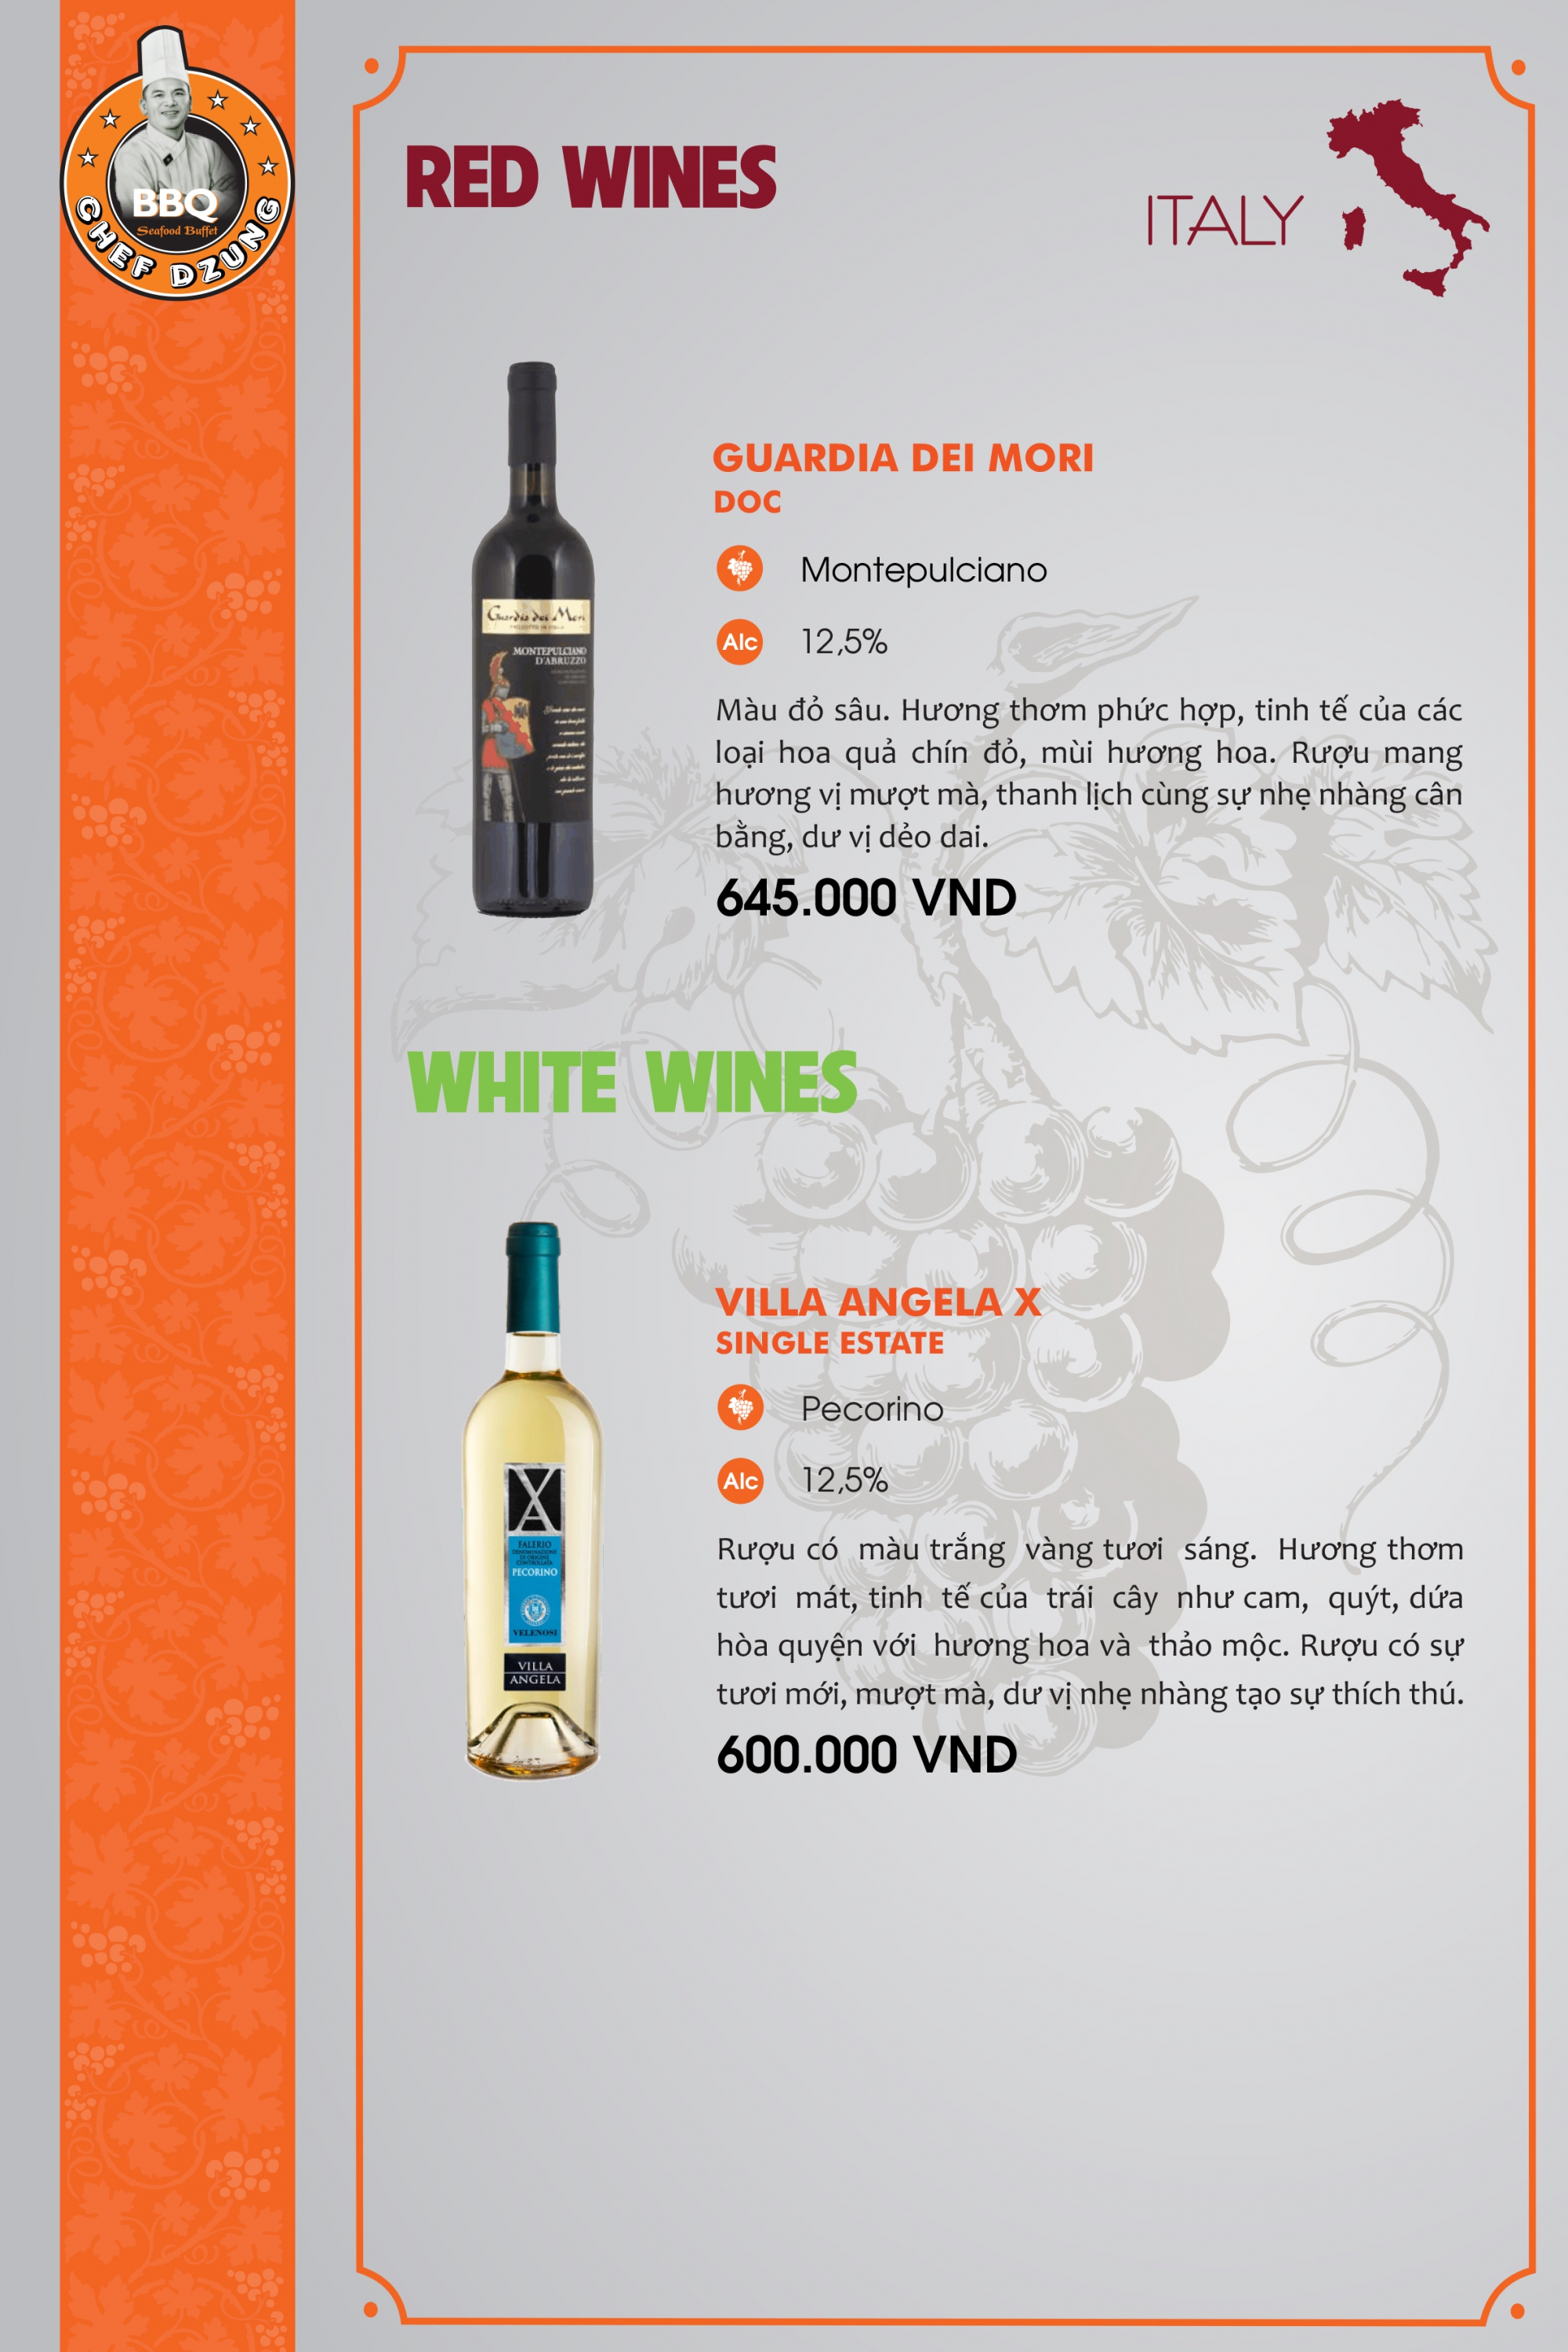 BBQ
Seafood Buffet
CHEF DZUNG
RED WINES
ITALY
GUARDIA DEI MORI
DOC
Montepulciano
Alc 12,5%
Guardia dei Mori
MONTEPULCIANO
D'ABRUZZO
Màu đỏ sâu. Hương thơm phức hợp, tinh tế của các
loại hoa quả chín đỏ, mùi hương hoa. Rượu mang
hương vị mượt mà, thanh lịch cùng sự nhẹ nhàng cân
bằng, dư vị dẻo dai.
645.000 VND
WHITE WINES
VILLA ANGELA X
SINGLE ESTATE
Pecorino
Alc 12,5%
FALERIO
DENOMINAZIONE
DI ORIGINE
CONTROLLATA
PECORINO
VELENOSI
VILLA
ANGELA
Rượu có màu trắng vàng tươi sáng. Hương thơm
tươi mát, tinh tế của trái cây như cam, quýt, dứa
hòa quyện với hương hoa và thảo mộc. Rượu có sự
tươi mới, mượt mà, dư vị nhẹ nhàng tạo sự thích thú.
600.000 VND